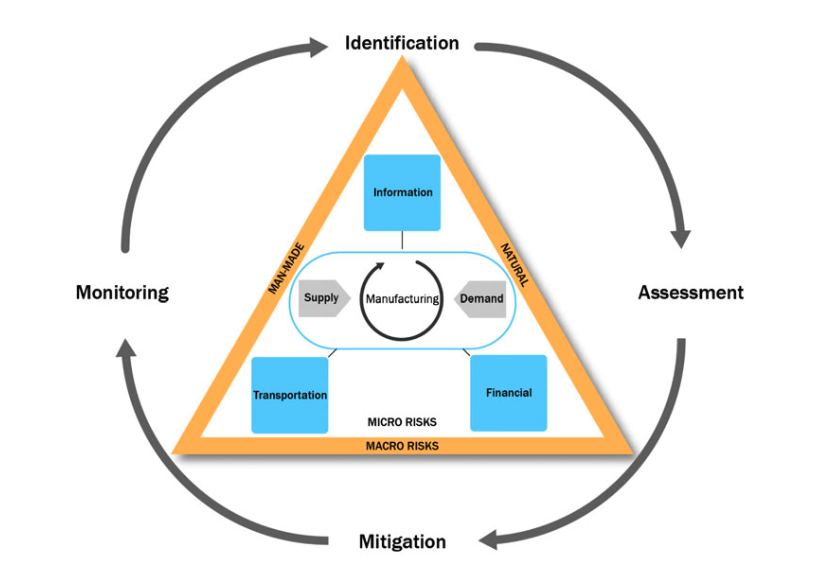 Identification
Information
MAN-MADE
NATURAL
Monitoring
Supply
Manufacturing
Demand
Assessment
Transportation
Financial
MICRO RISKS
MACRO RISKS
Mitigation